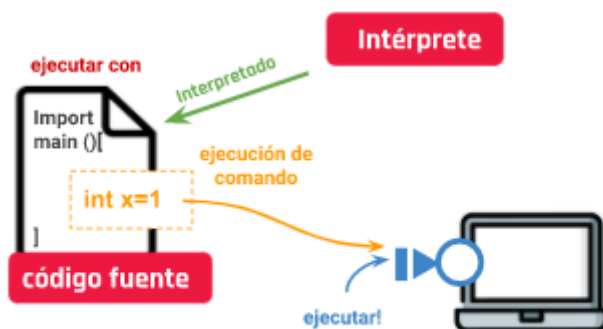 Intérprete
ejecutar con
Interpretado
Import
main ()[
ejecución de
comando
int x=1
]
código fuente
ejecutar!